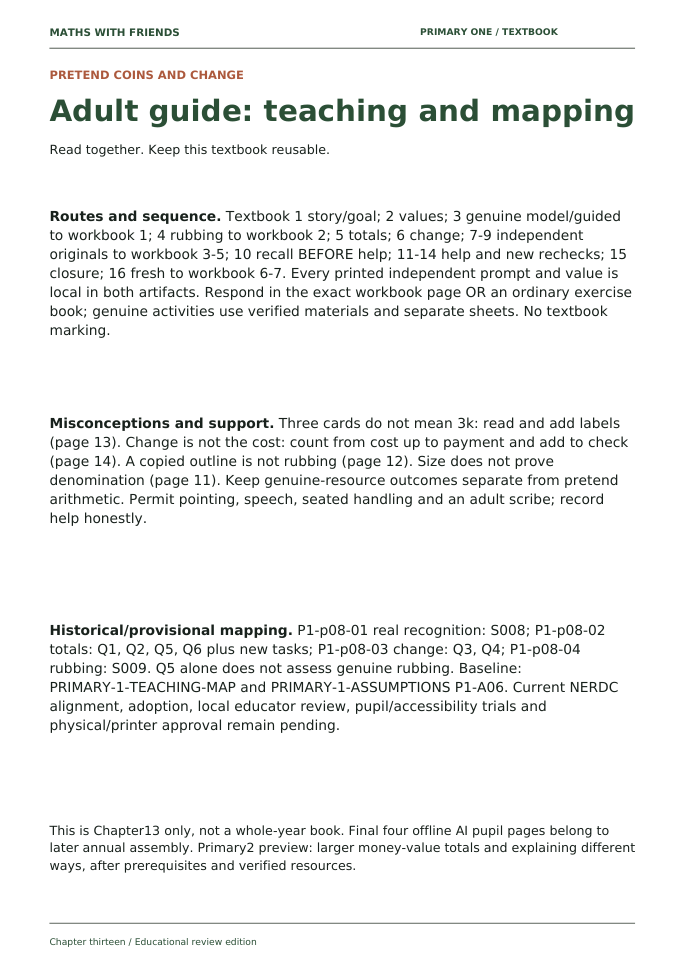 MATHS WITH FRIENDS
PRIMARY ONE / TEXTBOOK
PRETEND COINS AND CHANGE
Adult guide: teaching and mapping
Read together. Keep this textbook reusable.
Routes and sequence. Textbook 1 story/goal; 2 values; 3 genuine model/guided
to workbook 1; 4 rubbing to workbook 2; 5 totals; 6 change; 7-9 independent
originals to workbook 3-5; 10 recall BEFORE help; 11-14 help and new rechecks; 15
closure; 16 fresh to workbook 6-7. Every printed independent prompt and value is
local in both artifacts. Respond in the exact workbook page OR an ordinary exercise
book; genuine activities use verified materials and separate sheets. No textbook
marking.
Misconceptions and support. Three cards do not mean 3k: read and add labels
(page 13). Change is not the cost: count from cost up to payment and add to check
(page 14). A copied outline is not rubbing (page 12). Size does not prove
denomination (page 11). Keep genuine-resource outcomes separate from pretend
arithmetic. Permit pointing, speech, seated handling and an adult scribe; record
help honestly.
Historical/provisional mapping. P1-p08-01 real recognition: S008; P1-p08-02
totals: Q1, Q2, Q5, Q6 plus new tasks; P1-p08-03 change: Q3, Q4; P1-p08-04
rubbing: S009. Q5 alone does not assess genuine rubbing. Baseline:
PRIMARY-1-TEACHING-MAP and PRIMARY-1-ASSUMPTIONS P1-A06. Current NERDC
alignment, adoption, local educator review, pupil/accessibility trials and
physical/printer approval remain pending.
This is Chapter13 only, not a whole-year book. Final four offline AI pupil pages belong to
later annual assembly. Primary2 preview: larger money-value totals and explaining different
ways, after prerequisites and verified resources.
Chapter thirteen / Educational review edition